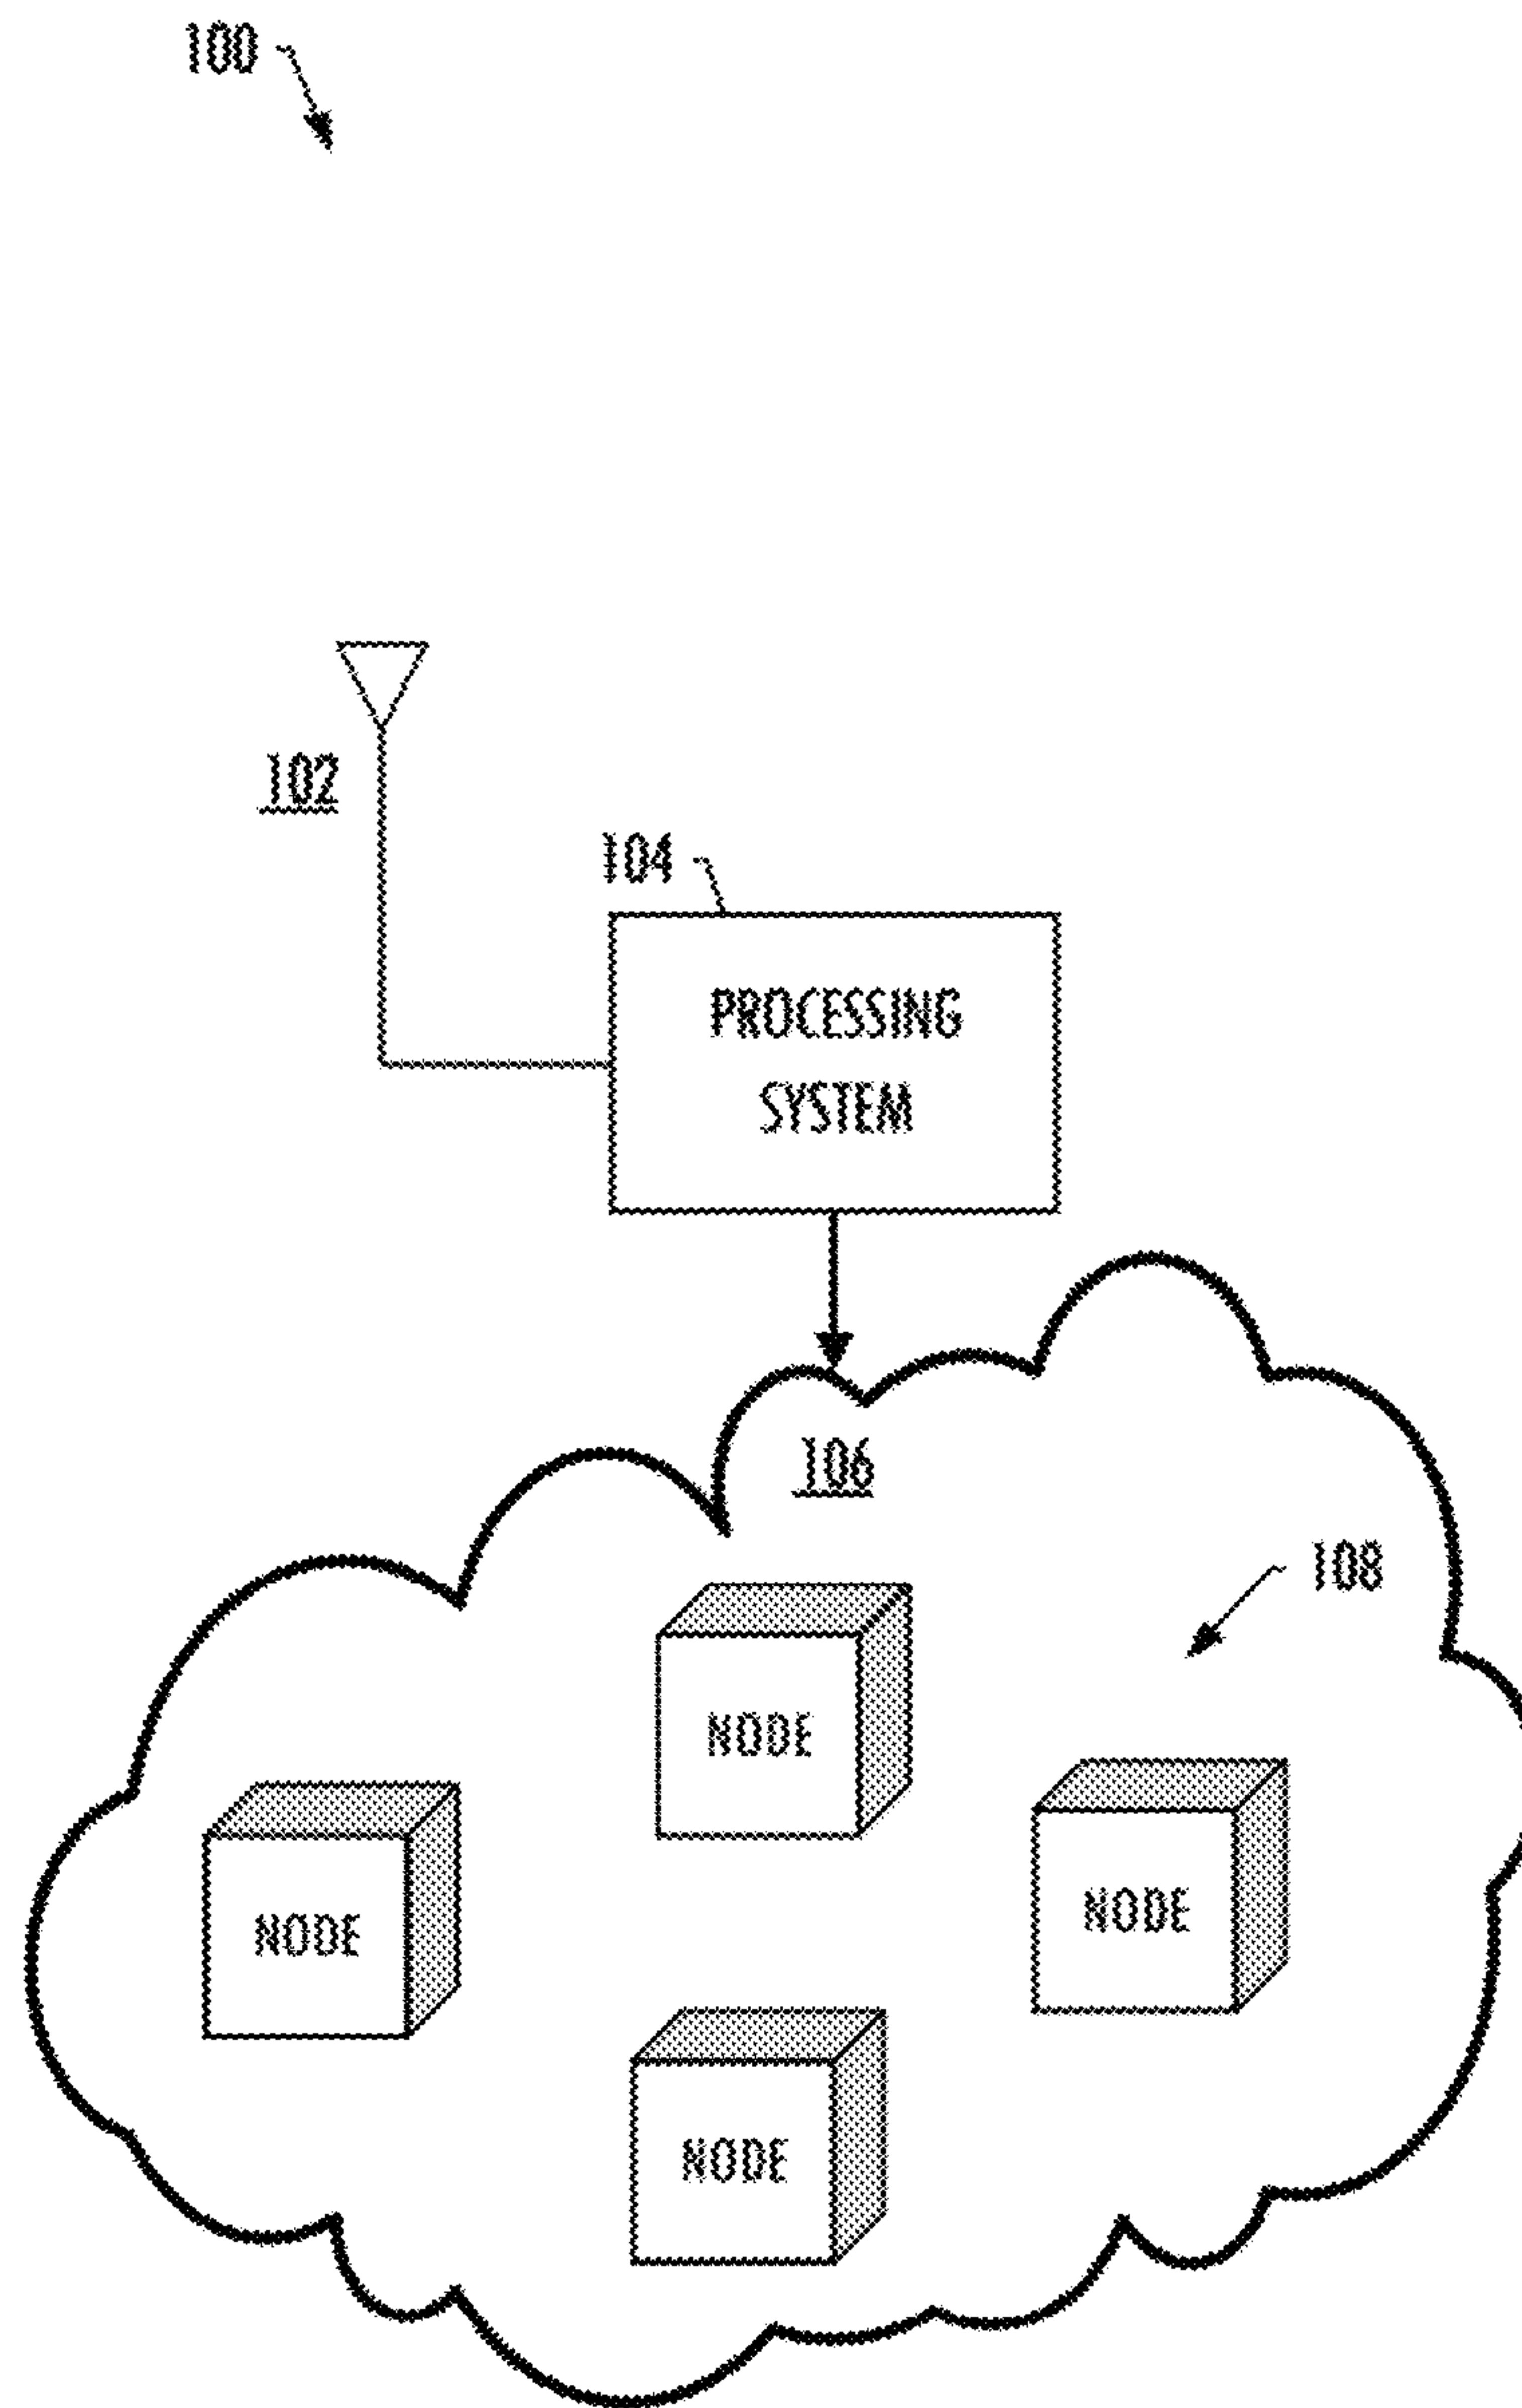 100
102
104
PROCESSING
SYSTEM
106
108
NODE
NODE
NODE
NODE